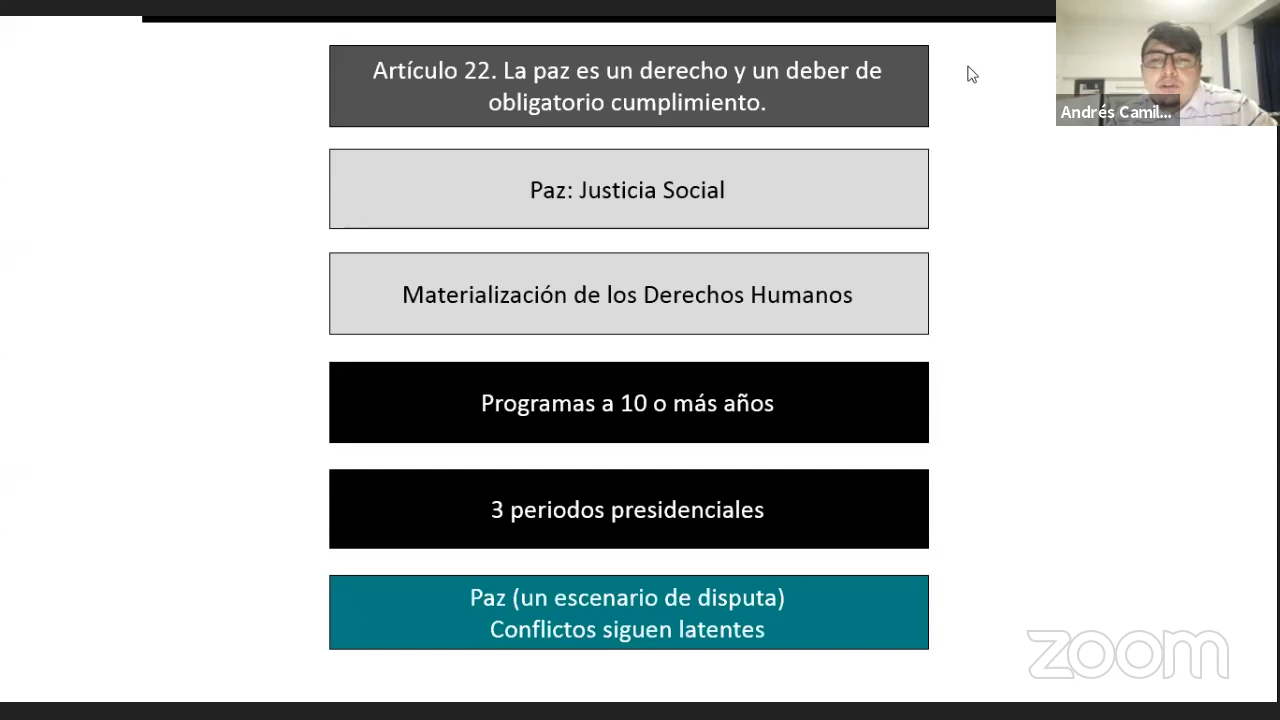 Artículo 22. La paz es un derecho y un deber de
obligatorio cumplimiento.
Paz: Justicia Social
Materialización de los Derechos Humanos
Programas a 10 o más años
3 periodos presidenciales
Paz (un escenario de disputa)
Conflictos siguen latentes
Andrés Camil...
zoom